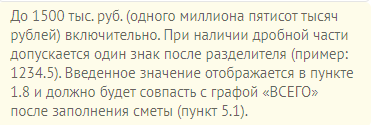 До 1500 тыс. руб. (одного миллиона пятисот тысяч
рублей) включительно. При наличии дробной части
допускается один знак после разделителя (пример:
1234.5). Введенное значение отображается в пункте
1.8 и должно будет совпасть с графой «ВСЕГО»
после заполнения сметы (пункт 5.1).